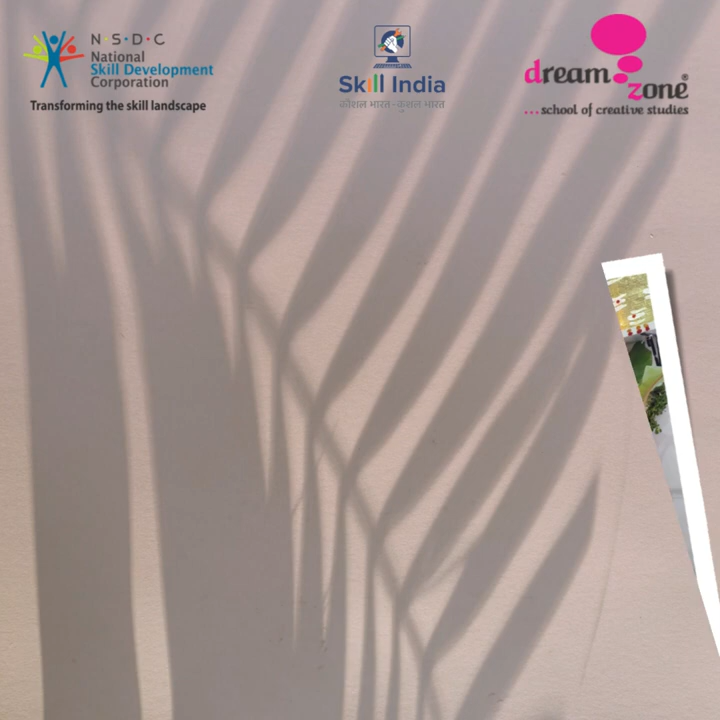 N·S·D·C
National
Skill Development
Corporation
Transforming the skill landscape
Skill India
कौशल भारत - कुशल भारत
dream zone®
...school of creative studies